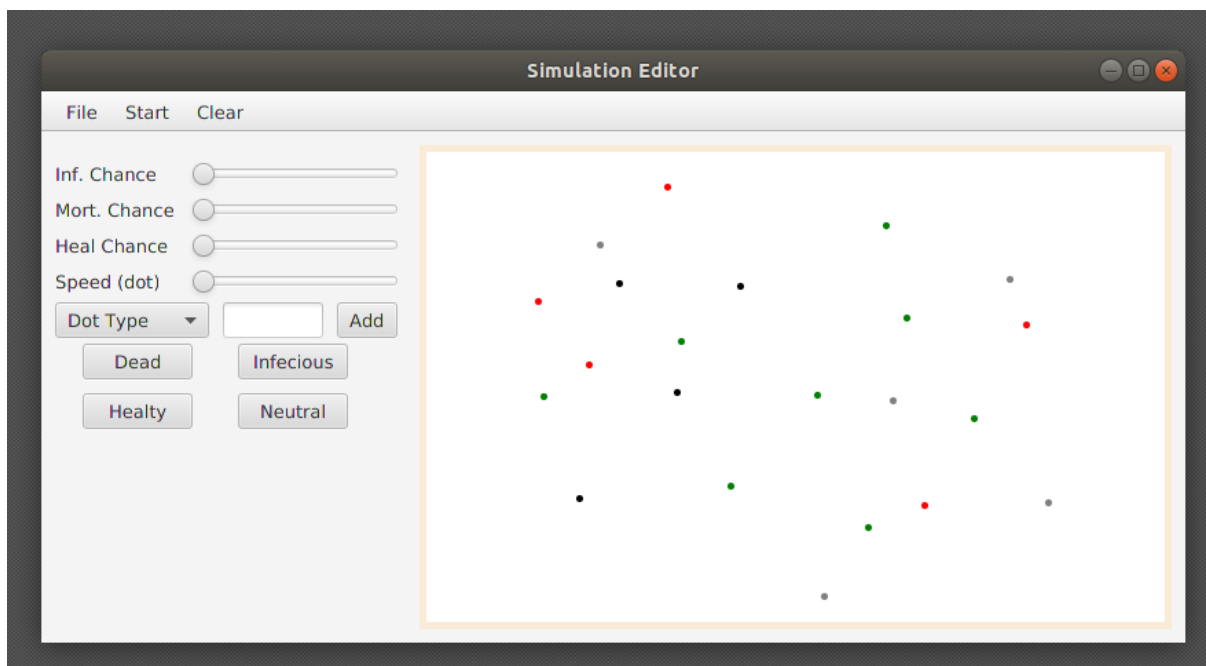 Simulation Editor
File Start Clear
Inf. Chance
Mort. Chance
Heal Chance
Speed (dot)
Dot Type Add
Dead Infecious
Healty Neutral